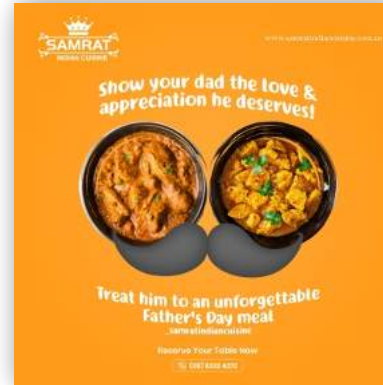 SAMRAT
INDIAN CUISINE
Show your dad the love &
appreciation he deserves!
Treat him to an unforgettable
Father's Day meal
_samratindiancuisine
Reserve Your Table Now